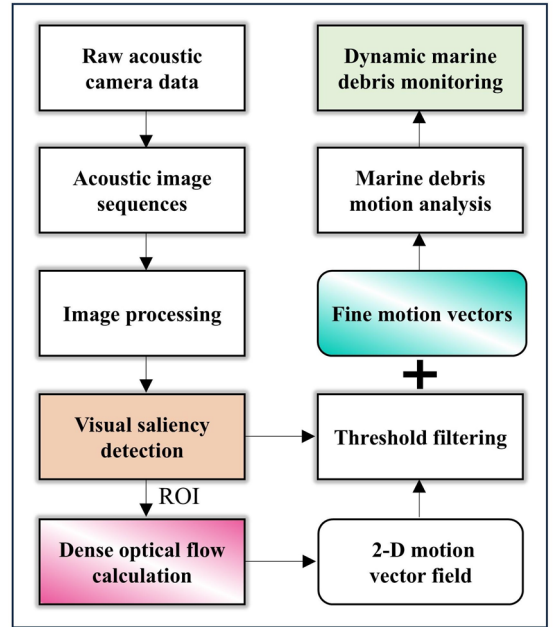 Raw acoustic
camera data
Acoustic image
sequences
Image processing
Visual saliency
detection
ROI
Dense optical flow
calculation
2-D motion
vector field
Threshold filtering
+
Fine motion vectors
Marine debris
motion analysis
Dynamic marine
debris monitoring